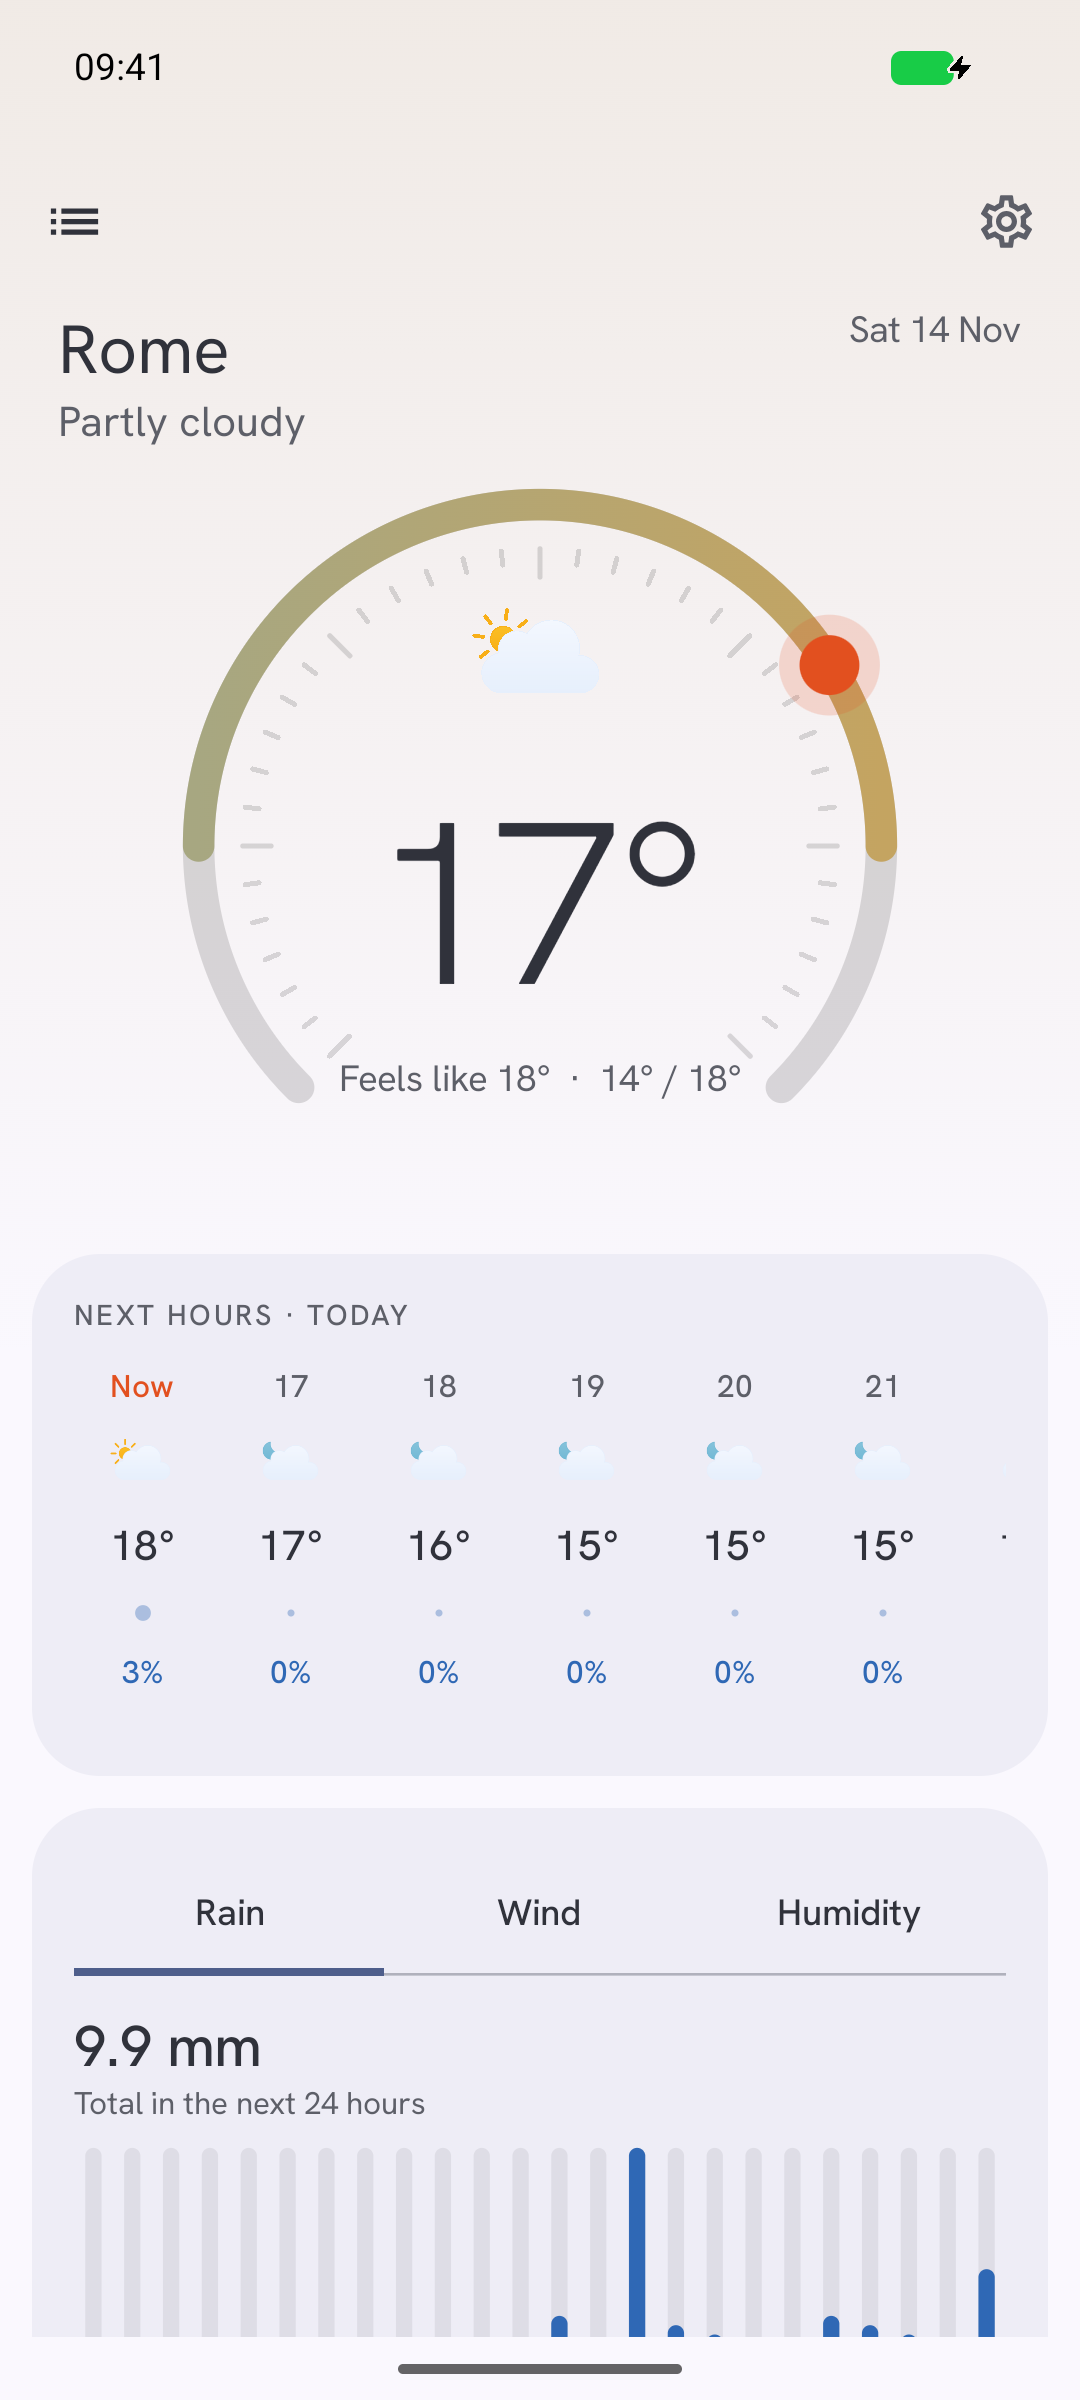 09:41
Rome
Sat 14 Nov
Partly cloudy
17°
Feels like 18° · 14° / 18°
NEXT HOURS · TODAY
Now 17 18 19 20 21
18° 17° 16° 15° 15° 15°
3% 0% 0% 0% 0% 0%
Rain Wind Humidity
9.9 mm
Total in the next 24 hours